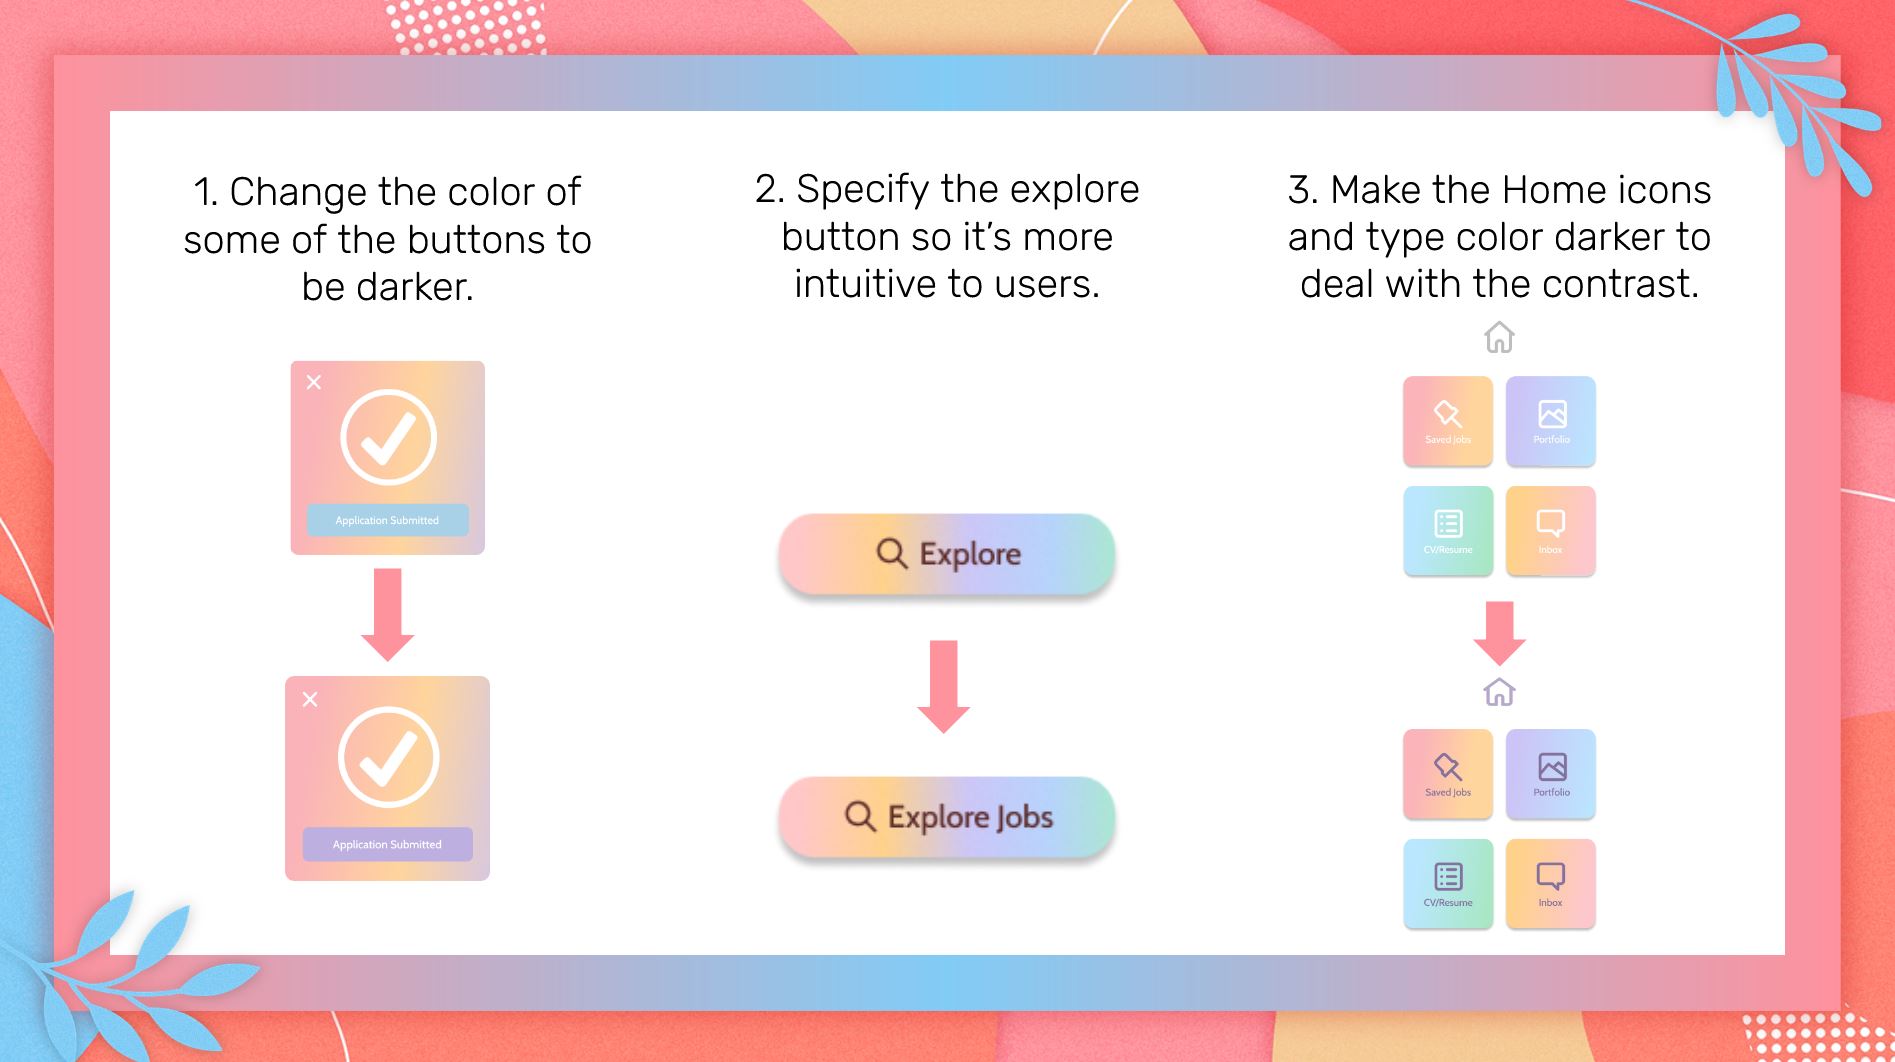 1. Change the color of
some of the buttons to
be darker.
Application Submitted
Application Submitted
2. Specify the explore
button so it’s more
intuitive to users.
Explore
Explore Jobs
3. Make the Home icons
and type color darker to
deal with the contrast.
Saved Jobs
Portfolio
CV/Resume
Inbox
Saved Jobs
Portfolio
CV/Resume
Inbox